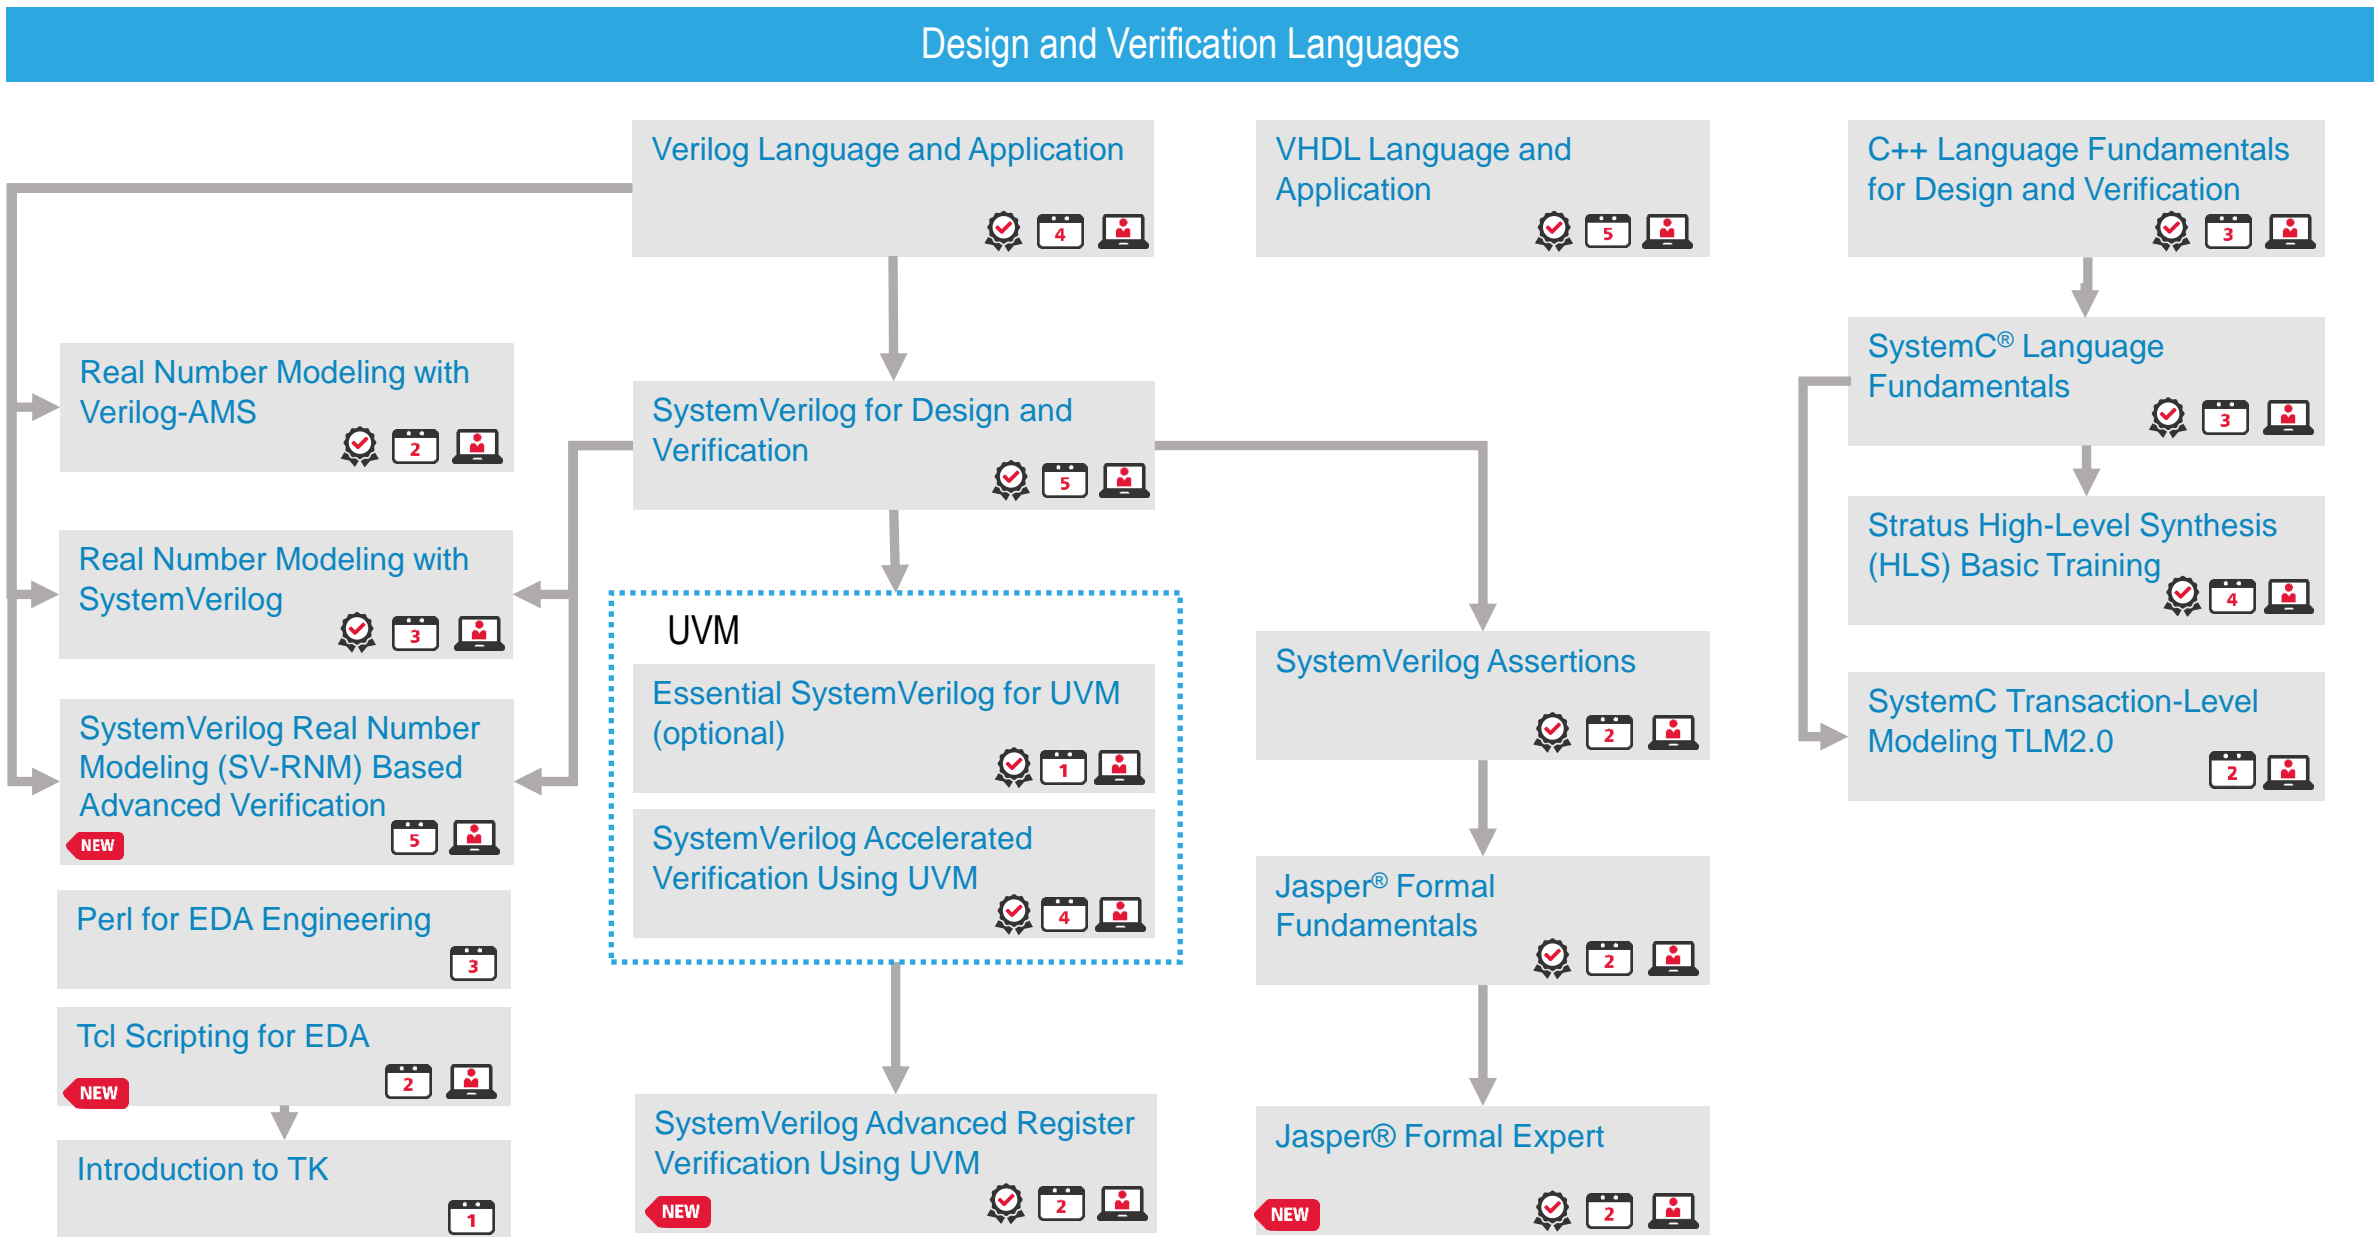 Design and Verification Languages
Verilog Language and Application
4
VHDL Language and
Application
5
C++ Language Fundamentals
for Design and Verification
3
Real Number Modeling with
Verilog-AMS
2
SystemVerilog for Design and
Verification
5
SystemC® Language
Fundamentals
3
Real Number Modeling with
SystemVerilog
3
Stratus High-Level Synthesis
(HLS) Basic Training
4
UVM
Essential SystemVerilog for UVM
(optional)
1
SystemVerilog Assertions
2
SystemC Transaction-Level
Modeling TLM2.0
2
SystemVerilog Real Number
Modeling (SV-RNM) Based
Advanced Verification
NEW
5
SystemVerilog Accelerated
Verification Using UVM
4
Jasper® Formal
Fundamentals
2
Perl for EDA Engineering
3
Tcl Scripting for EDA
NEW
2
Introduction to TK
1
SystemVerilog Advanced Register
Verification Using UVM
NEW
2
Jasper® Formal Expert
NEW
2